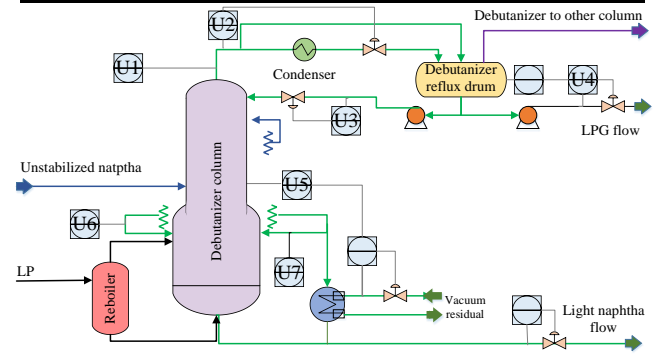 Debutanizer to other column
U2
U1
Condenser
Debutanizer
reflux drum
U4
U3
LPG flow
Unstabilized natptha
Debutanizer column
U5
U6
U7
LP
Reboiler
Vacuum
residual
Light naphtha
flow